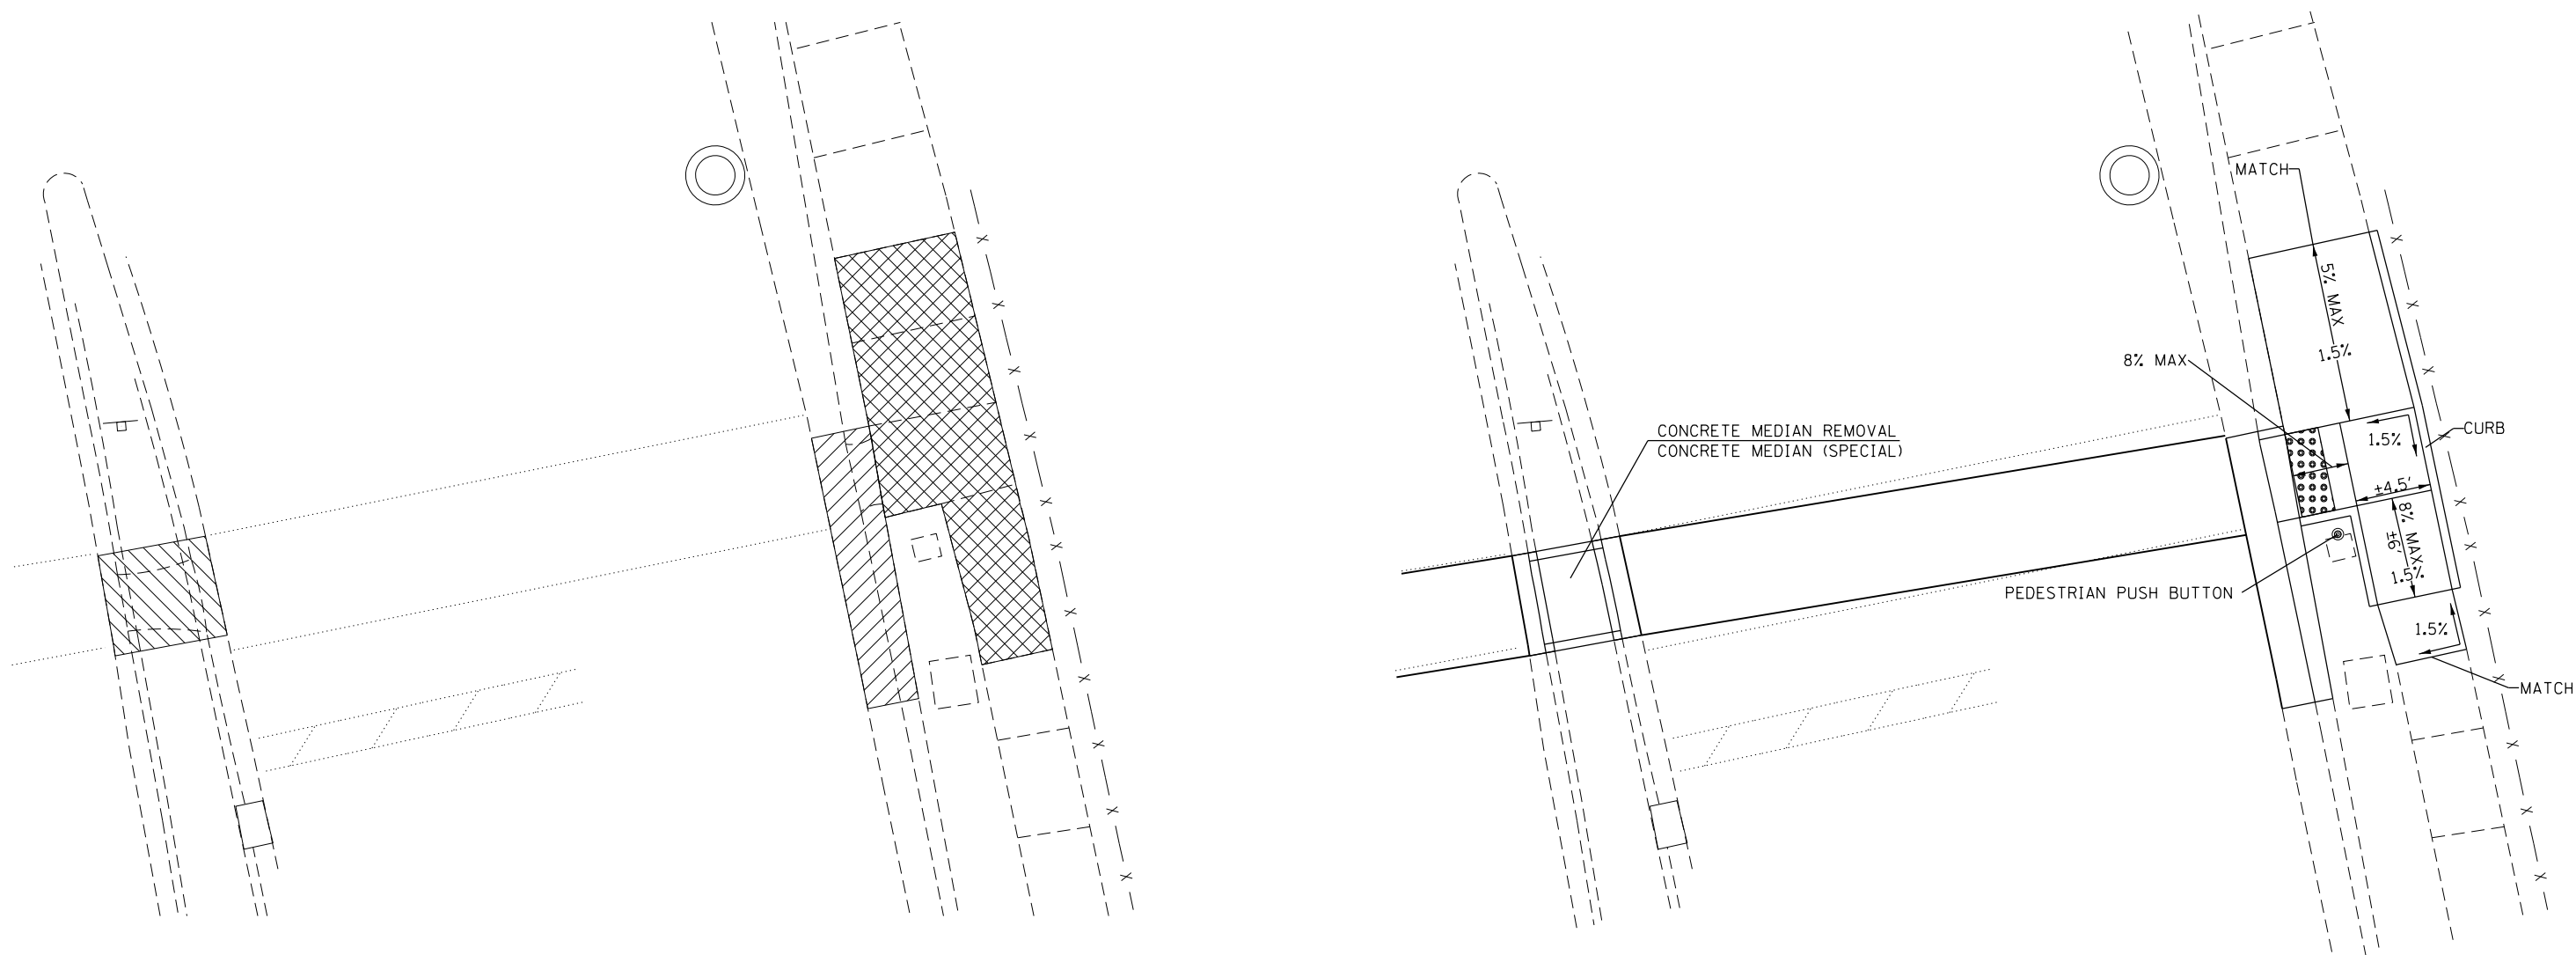 MATCH
5% MAX
1.5%
8% MAX
CONCRETE MEDIAN REMOVAL
CONCRETE MEDIAN (SPECIAL)
1.5%
CURB
±4.5'
8% MAX
±6'
1.5%
PEDESTRIAN PUSH BUTTON
1.5%
MATCH